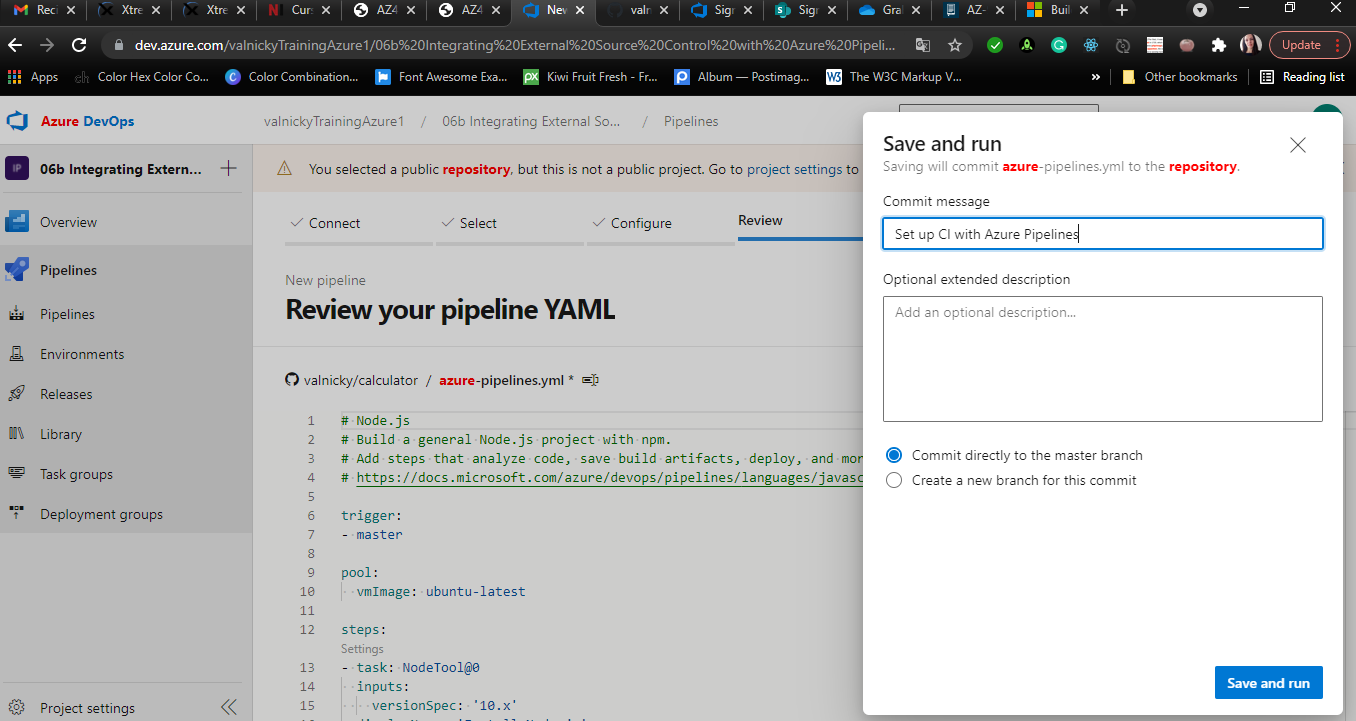 Reci
Xtre
Xtre
Curs
AZ4
AZ4
New
valn
Sign
Sign
Gral
AZ-
Buil
dev.azure.com/valnickyTrainingAzure1/06b%20Integrating%20External%20Source%20Control%20with%20Azure%20Pipeli...
Update
Apps
Color Hex Color Co...
Color Combination...
Font Awesome Exa...
Kiwi Fruit Fresh - Fr...
Album — Postimag...
The W3C Markup V...
»
Other bookmarks
Reading list
Azure DevOps
valnickyTrainingAzure1 / 06b Integrating External So... / Pipelines
IP
06b Integrating Extern...
Overview
Pipelines
Pipelines
Environments
Releases
Library
Task groups
Deployment groups
Project settings
You selected a public repository, but this is not a public project. Go to project settings to
Connect
Select
Configure
Review
New pipeline
Review your pipeline YAML
valnicky/calculator / azure-pipelines.yml *
1 # Node.js
2 # Build a general Node.js project with npm.
3 # Add steps that analyze code, save build artifacts, deploy, and mor
4 # https://docs.microsoft.com/azure/devops/pipelines/languages/javasc
5
6 trigger:
7 - master
8
9 pool:
10 vmImage: ubuntu-latest
11
12 steps:
Settings
13 - task: NodeTool@0
14 inputs:
15 versionSpec: '10.x'
Save and run
Saving will commit azure-pipelines.yml to the repository.
Commit message
Set up CI with Azure Pipelines
Optional extended description
Add an optional description...
Commit directly to the master branch
Create a new branch for this commit
Save and run